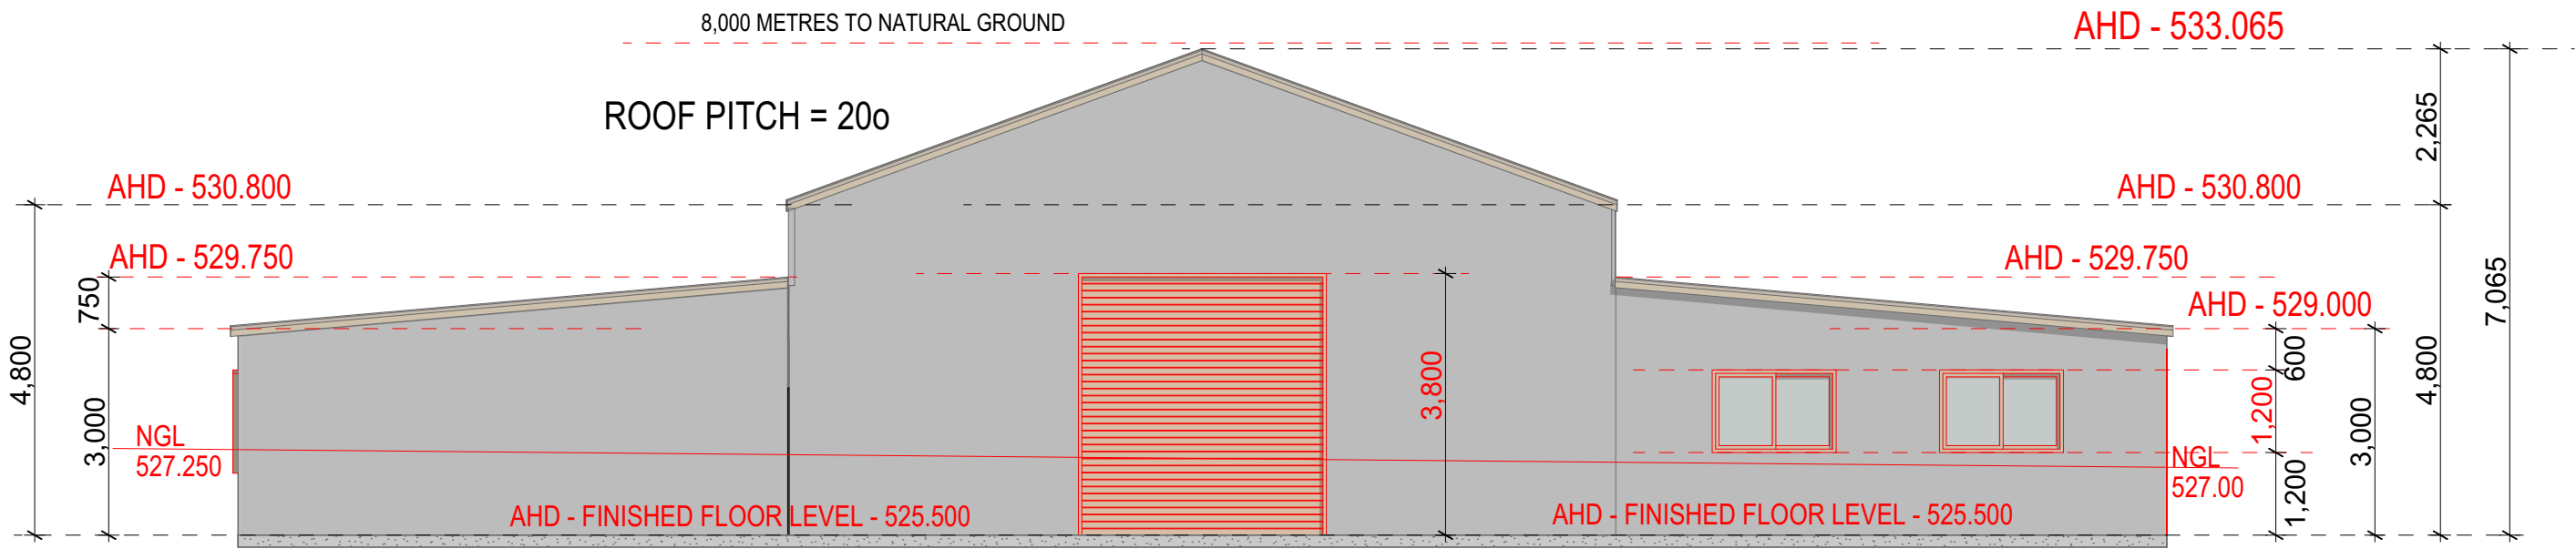 8,000 METRES TO NATURAL GROUND
AHD - 533.065
ROOF PITCH = 20o
2,265
AHD - 530.800
AHD - 530.800
AHD - 529.750
AHD - 529.750
750
AHD - 529.000
7,065
4,800
3,800
600
4,800
3,000
1,200
3,000
NGL
527.250
NGL
527.00
1,200
AHD - FINISHED FLOOR LEVEL - 525.500
AHD - FINISHED FLOOR LEVEL - 525.500